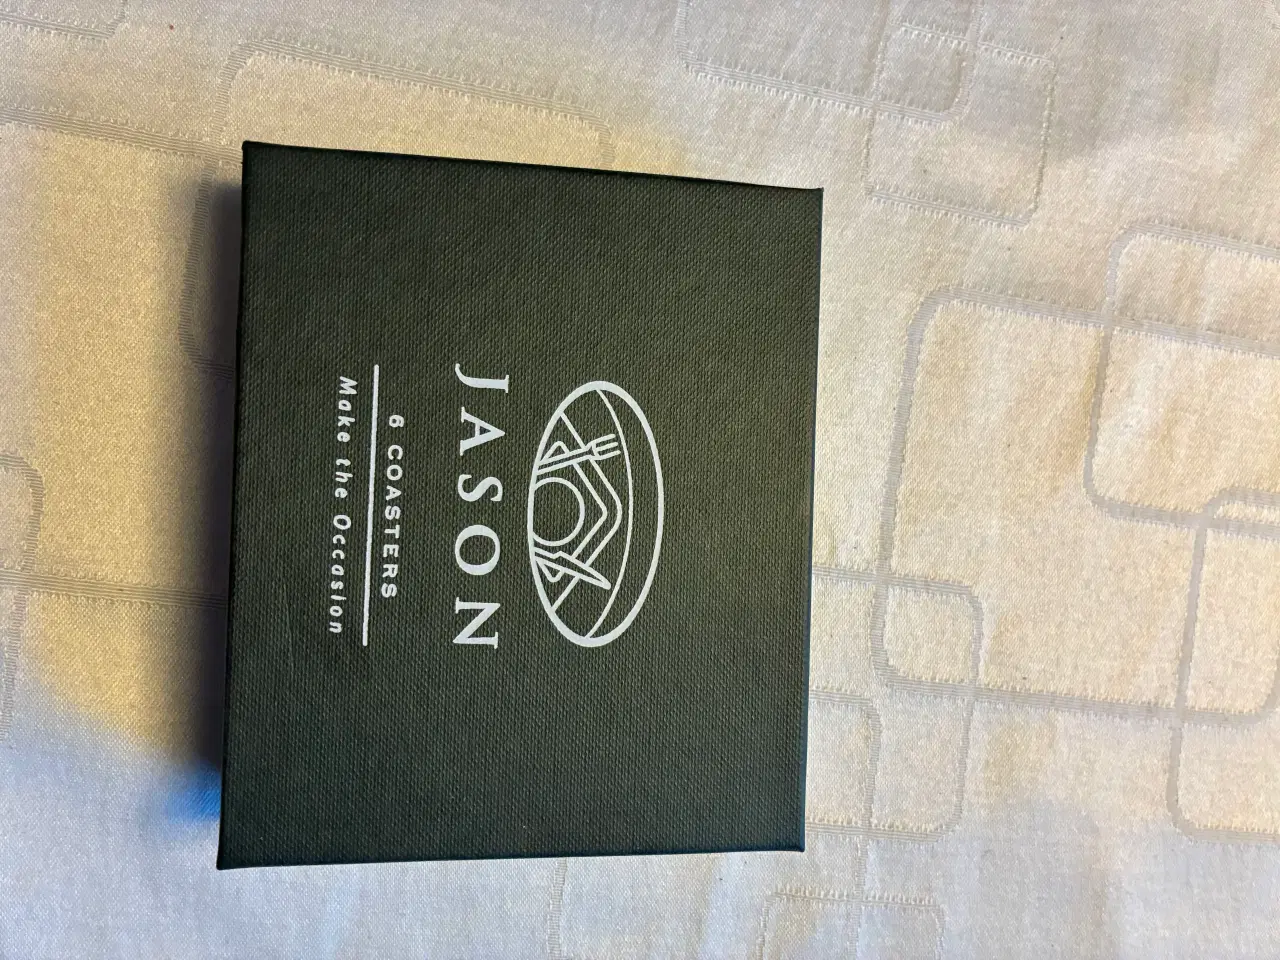 JASON
6 COASTERS
Make the Occasion